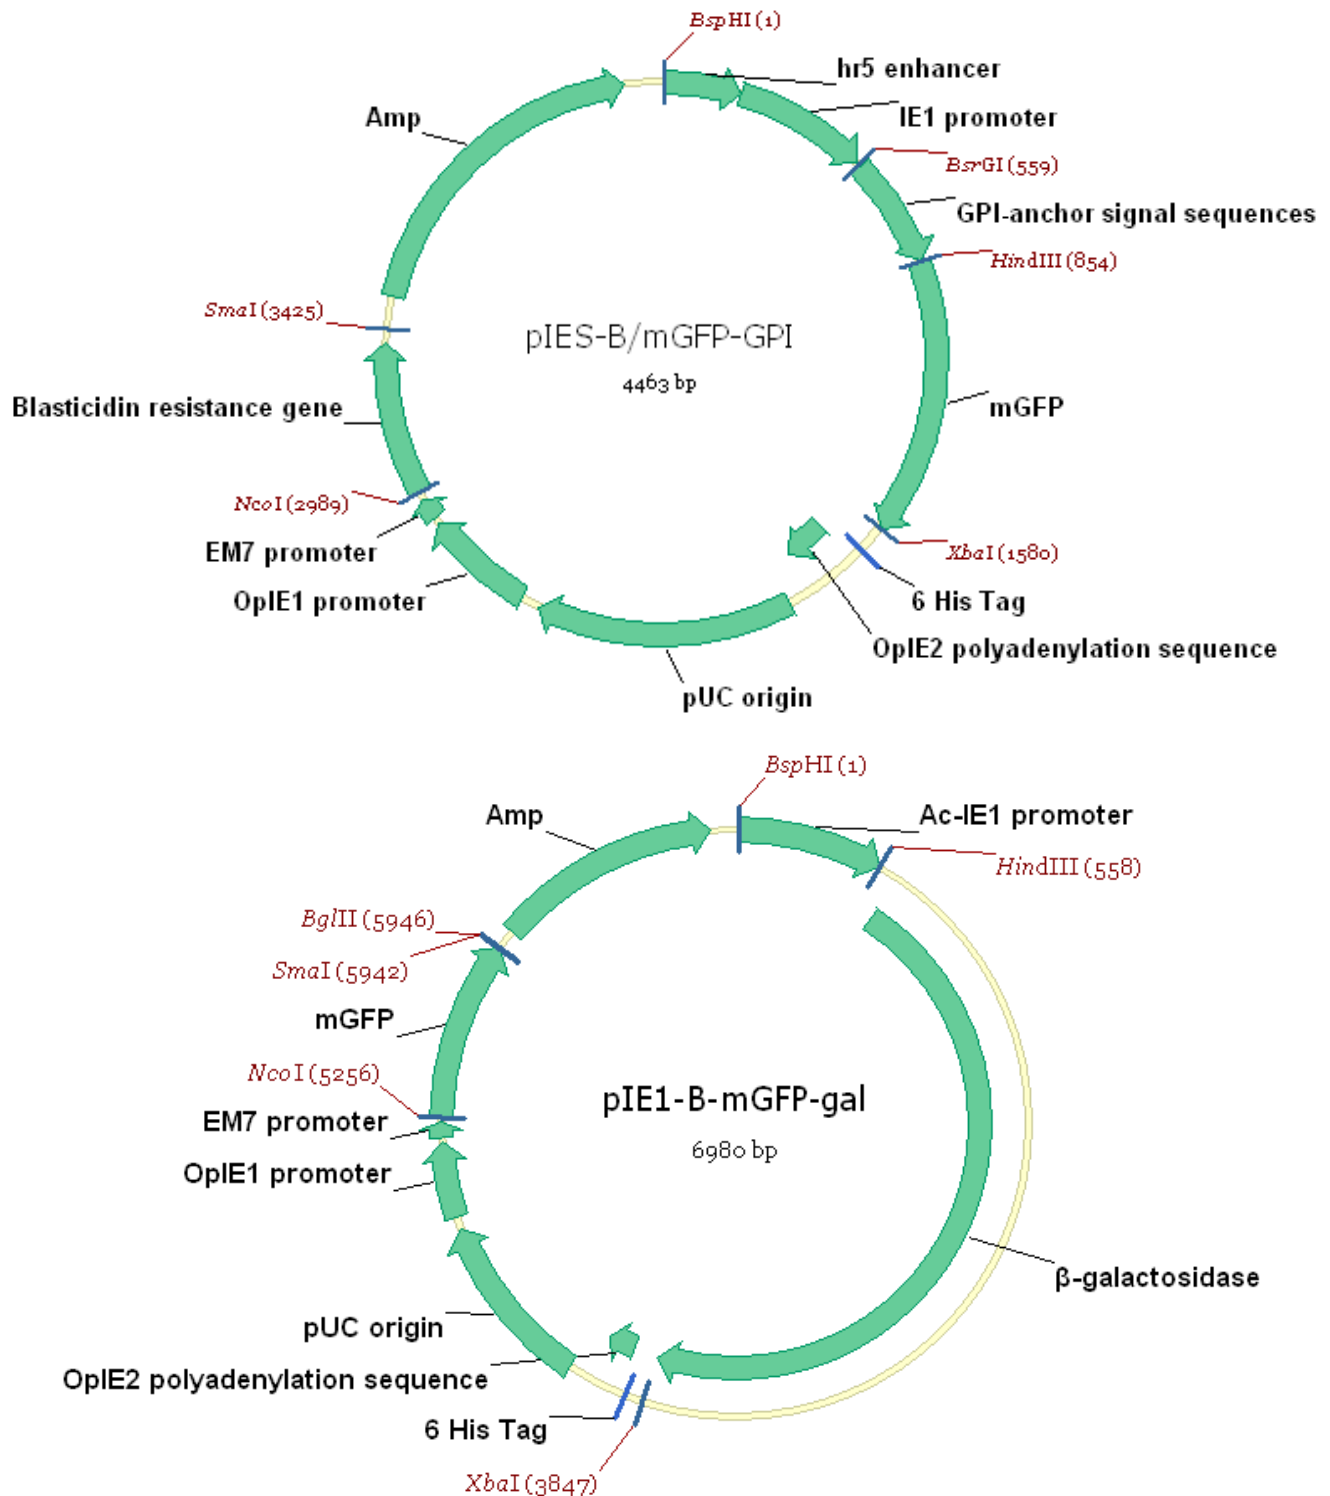 BspHI (1)
hr5 enhancer
Amp
IE1 promoter
BsrGI (559)
GPI-anchor signal sequences
HindIII (854)
SmaI (3425)
pIES-B/mGFP-GPI
4463 bp
Blasticidin resistance gene
mGFP
NcoI (2989)
EM7 promoter
XbaI (1580)
OpIE1 promoter
6 His Tag
OpIE2 polyadenylation sequence
pUC origin
BspHI (1)
Amp
Ac-IE1 promoter
HindIII (558)
BglII (5946)
SmaI (5942)
mGFP
NcoI (5256)
pIE1-B-mGFP-gal
EM7 promoter
6980 bp
OpIE1 promoter
β-galactosidase
pUC origin
OpIE2 polyadenylation sequence
6 His Tag
XbaI (3847)